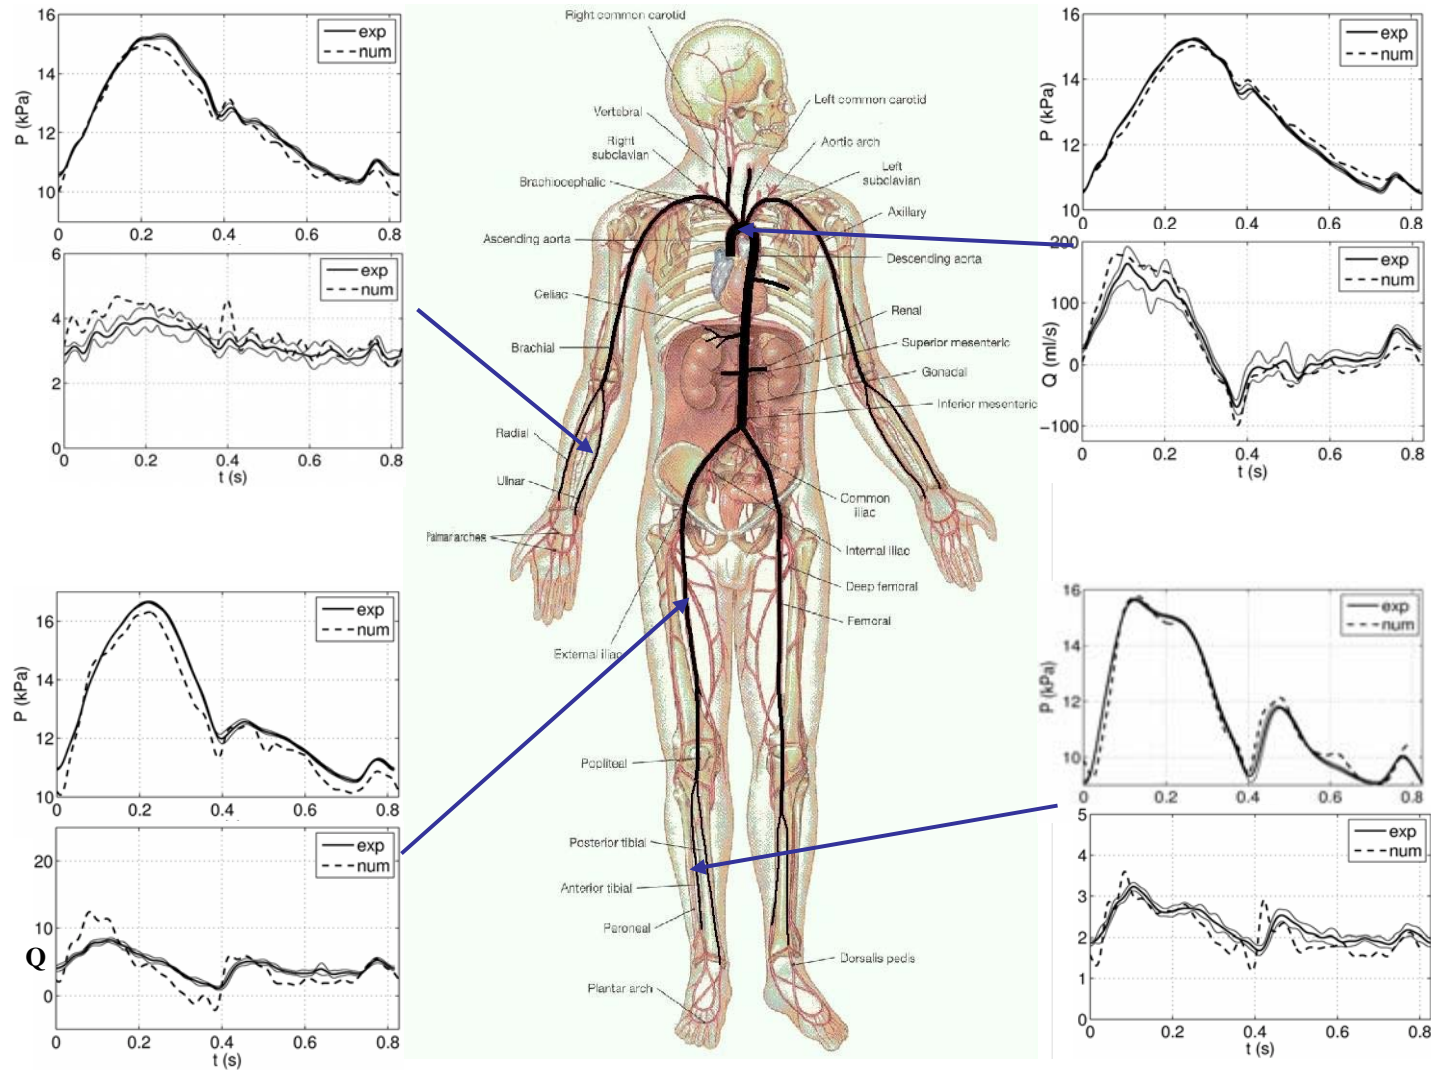 16
14
12
10
P (kPa)
0
0.2
0.4
0.6
0.8
exp
num
6
4
2
0
exp
num
0
0.2
0.4
0.6
0.8
t (s)
16
14
12
10
P (kPa)
0
0.2
0.4
0.6
0.8
exp
num
20
10
0
Q
exp
num
0
0.2
0.4
0.6
0.8
t (s)
Right common carotid
Left common carotid
Vertebral
Aortic arch
Right
subclavian
Left
subclavian
Brachiocephalic
Axillary
Ascending aorta
Descending aorta
Celiac
Renal
Brachial
Superior mesenteric
Gonadal
Inferior mesenteric
Radial
Ulnar
Common
iliac
Palmar arches
Internal iliac
Deep femoral
Femoral
External iliac
Popliteal
Posterior tibial
Anterior tibial
Peroneal
Dorsalis pedis
Plantar arch
16
14
12
10
P (kPa)
0
0.2
0.4
0.6
0.8
exp
num
200
100
0
−100
Q (ml/s)
exp
num
0
0.2
0.4
0.6
0.8
t (s)
16
14
12
10
P (kPa)
0
0.2
0.4
0.6
0.8
exp
num
5
4
3
2
1
0
exp
num
0
0.2
0.4
0.6
0.8
t (s)